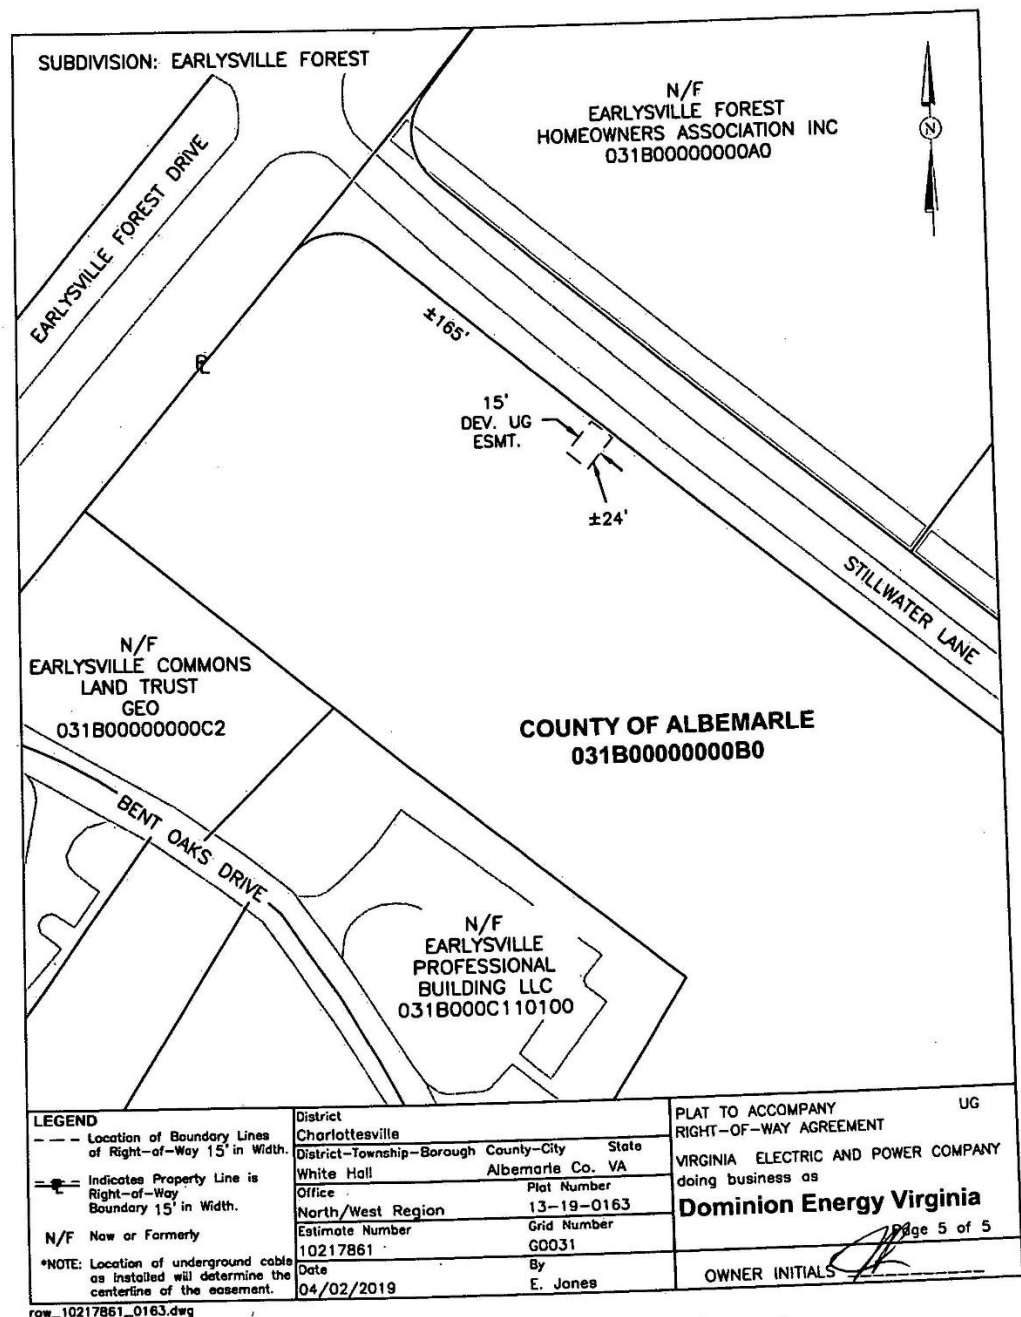 SUBDIVISION: EARLYSVILLE FOREST
N/F
EARLYSVILLE FOREST
HOMEOWNERS ASSOCIATION INC
031B00000000A0
N
EARLYSVILLE FOREST DRIVE
±165'
PL
15'
DEV. UG
ESMT.
±24'
STILLWATER LANE
N/F
EARLYSVILLE COMMONS
LAND TRUST
GEO
031B00000000C2
COUNTY OF ALBEMARLE
031B00000000B0
BENT OAKS DRIVE
N/F
EARLYSVILLE
PROFESSIONAL
BUILDING LLC
031B000C110100
LEGEND
Location of Boundary Lines
of Right-of-Way 15' in Width.
Indicates Property Line is
Right-of-Way
Boundary 15' in Width.
N/F Now or Formerly
*NOTE: Location of underground cable
as installed will determine the
centerline of the easement.
District
Charlottesville
District-Township-Borough County-City State
White Hall Albemarle Co. VA
Office Plat Number
North/West Region 13-19-0163
Estimate Number Grid Number
10217861 G0031
Date By
04/02/2019 E. Jones
PLAT TO ACCOMPANY UG
RIGHT-OF-WAY AGREEMENT
VIRGINIA ELECTRIC AND POWER COMPANY
doing business as
Dominion Energy Virginia
Page 5 of 5
OWNER INITIALS
row_10217861_0163.dwg